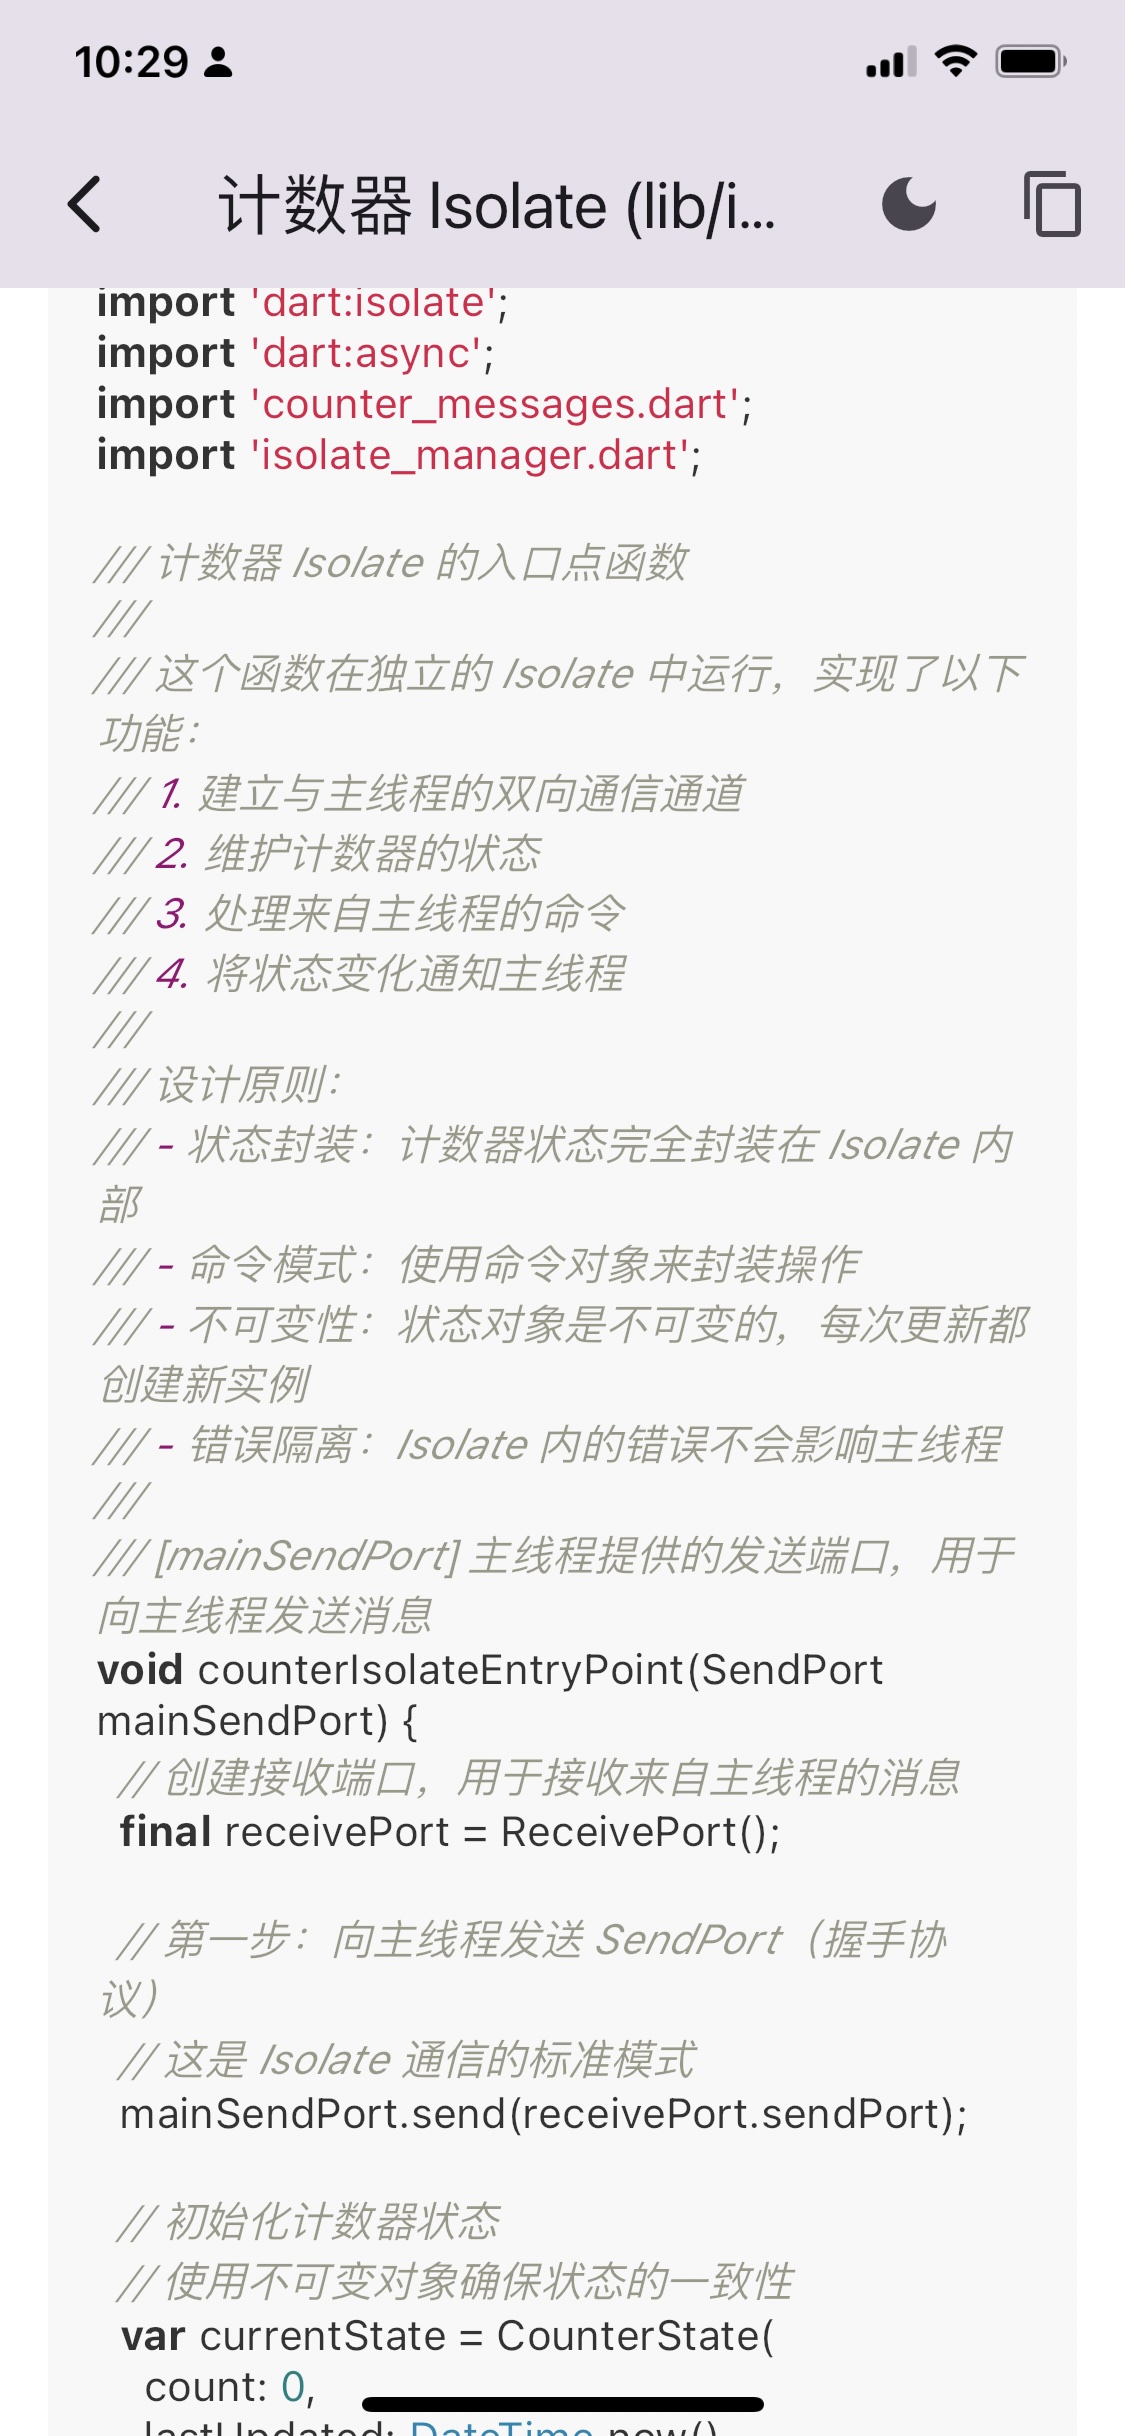 10:29
计数器 Isolate (lib/i...
import 'dart:isolate';
import 'dart:async';
import 'counter_messages.dart';
import 'isolate_manager.dart';
/// 计数器 Isolate 的入口点函数
///
/// 这个函数在独立的 Isolate 中运行，实现了以下
功能：
/// 1. 建立与主线程的双向通信通道
/// 2. 维护计数器的状态
/// 3. 处理来自主线程的命令
/// 4. 将状态变化通知主线程
///
/// 设计原则：
/// - 状态封装：计数器状态完全封装在 Isolate 内
部
/// - 命令模式：使用命令对象来封装操作
/// - 不可变性：状态对象是不可变的，每次更新都
创建新实例
/// - 错误隔离：Isolate 内的错误不会影响主线程
///
/// [mainSendPort] 主线程提供的发送端口，用于
向主线程发送消息
void counterIsolateEntryPoint(SendPort
mainSendPort) {
// 创建接收端口，用于接收来自主线程的消息
final receivePort = ReceivePort();
// 第一步：向主线程发送 SendPort（握手协
议）
// 这是 Isolate 通信的标准模式
mainSendPort.send(receivePort.sendPort);
// 初始化计数器状态
// 使用不可变对象确保状态的一致性
var currentState = CounterState(
count: 0,
lastUpdated: DateTime.now()